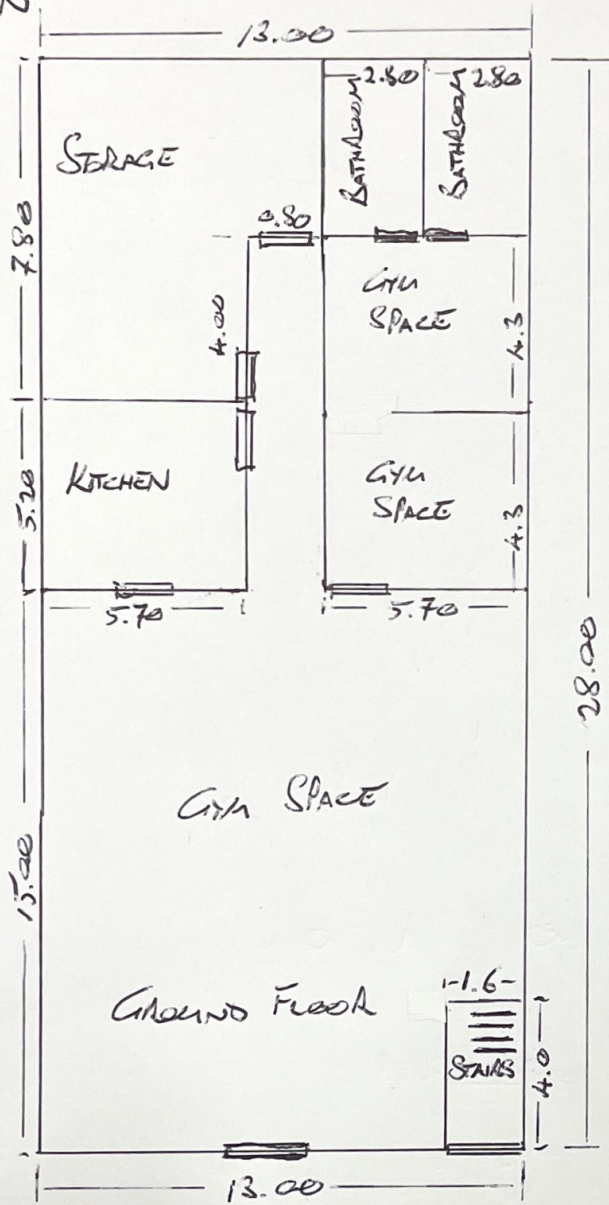 13.00
2.80
2.80
STORAGE
BATHROOM
BATHROOM
0.80
7.80
GYM
SPACE
4.00
4.3
KITCHEN
GYM
SPACE
5.20
4.3
5.70
5.70
28.00
GYM SPACE
15.00
GROUND FLOOR
1.6
STAIRS
4.0
13.00